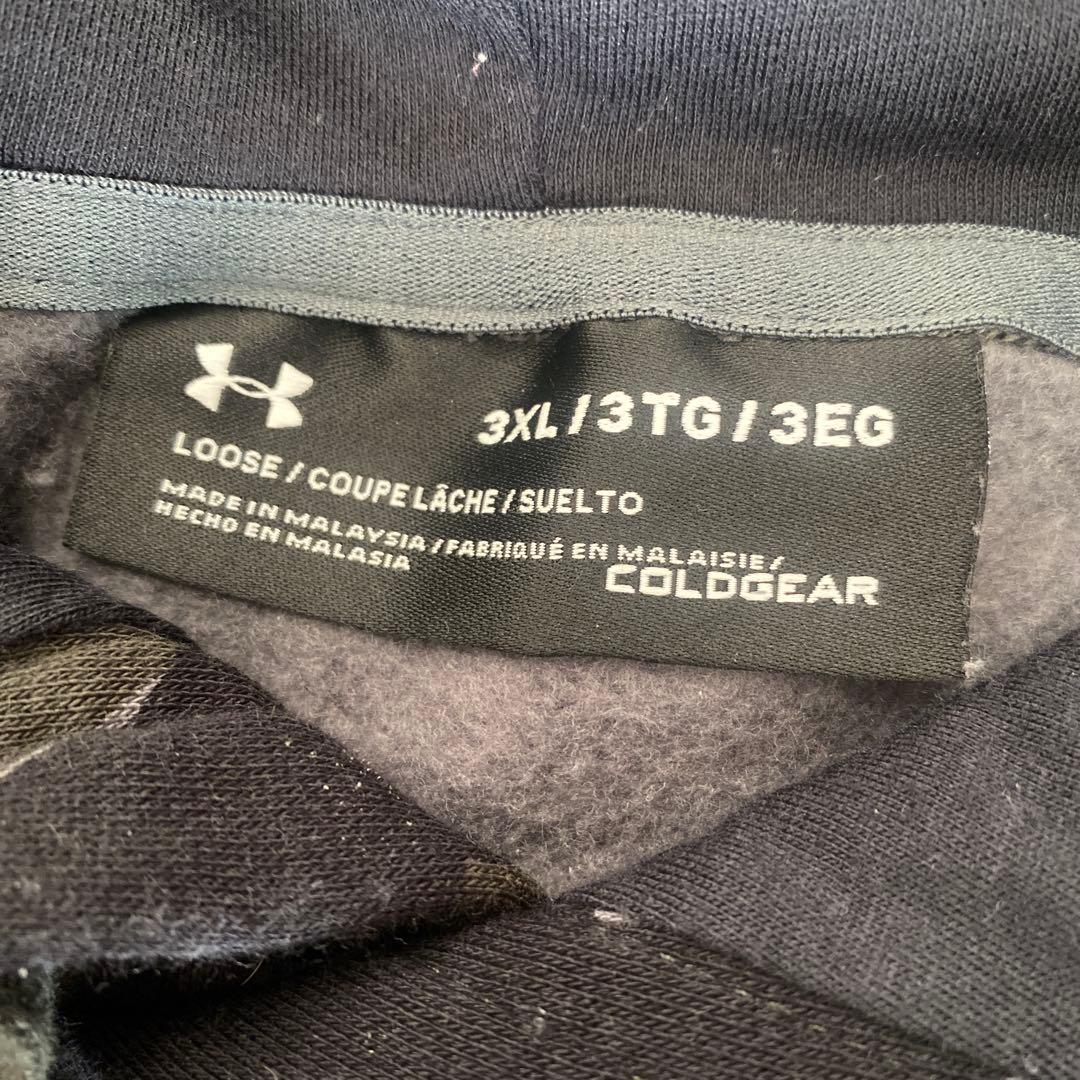 3XL / 3TG / 3EG
LOOSE / COUPE LÂCHE / SUELTO
MADE IN MALAYSIA / FABRIQUÉ EN MALAISIE /
HECHO EN MALASIA
COLDGEAR